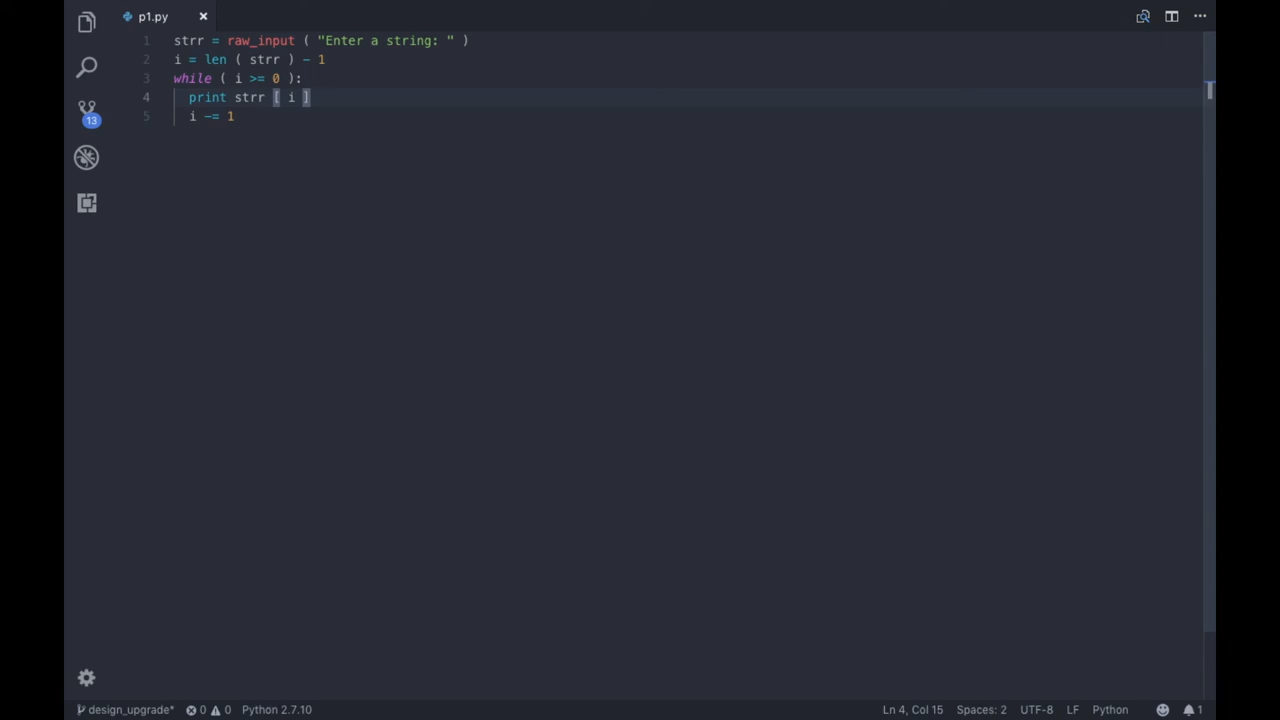 p1.py
1 strr = raw_input ( "Enter a string: " )
2 i = len ( strr ) - 1
3 while ( i >= 0 ):
4 print strr [ i ]
5 i -= 1
13
design_upgrade* 0 0 Python 2.7.10 Ln 4, Col 15 Spaces: 2 UTF-8 LF Python 1